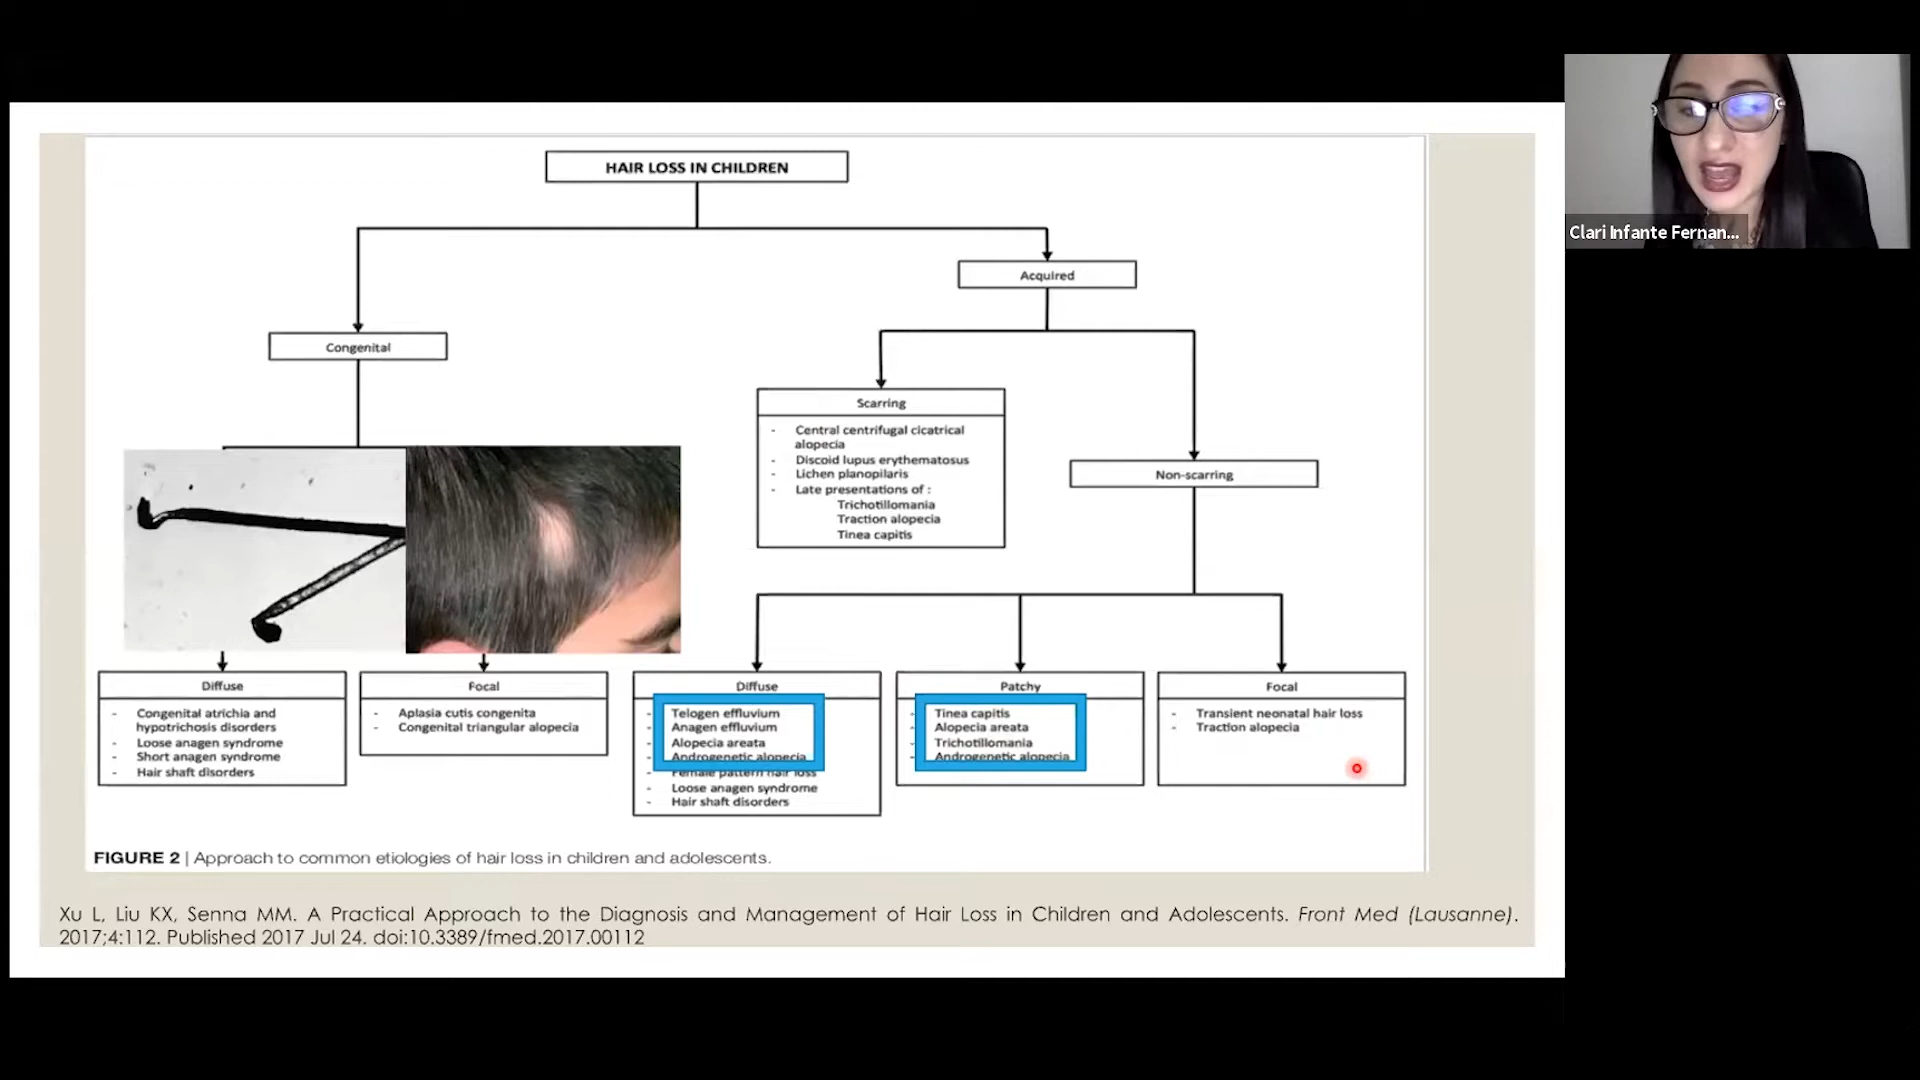 HAIR LOSS IN CHILDREN
Acquired
Congenital
Scarring
- Central centrifugal cicatrical
alopecia
- Discoid lupus erythematosus
- Lichen planopilaris
- Late presentations of :
Trichotillomania
Traction alopecia
Tinea capitis
Non-scarring
Diffuse
- Congenital atrichia and
hypotrichosis disorders
- Loose anagen syndrome
- Short anagen syndrome
- Hair shaft disorders
Focal
- Aplasia cutis congenita
- Congenital triangular alopecia
Diffuse
- Telogen effluvium
- Anagen effluvium
- Alopecia areata
- Androgenetic alopecia
- Female pattern hair loss
- Loose anagen syndrome
- Hair shaft disorders
Patchy
- Tinea capitis
- Alopecia areata
- Trichotillomania
- Androgenetic alopecia
Focal
- Transient neonatal hair loss
- Traction alopecia
FIGURE 2 | Approach to common etiologies of hair loss in children and adolescents.
Xu L, Liu KX, Senna MM. A Practical Approach to the Diagnosis and Management of Hair Loss in Children and Adolescents. Front Med (Lausanne).
2017;4:112. Published 2017 Jul 24. doi:10.3389/fmed.2017.00112
Clari Infante Fernan...